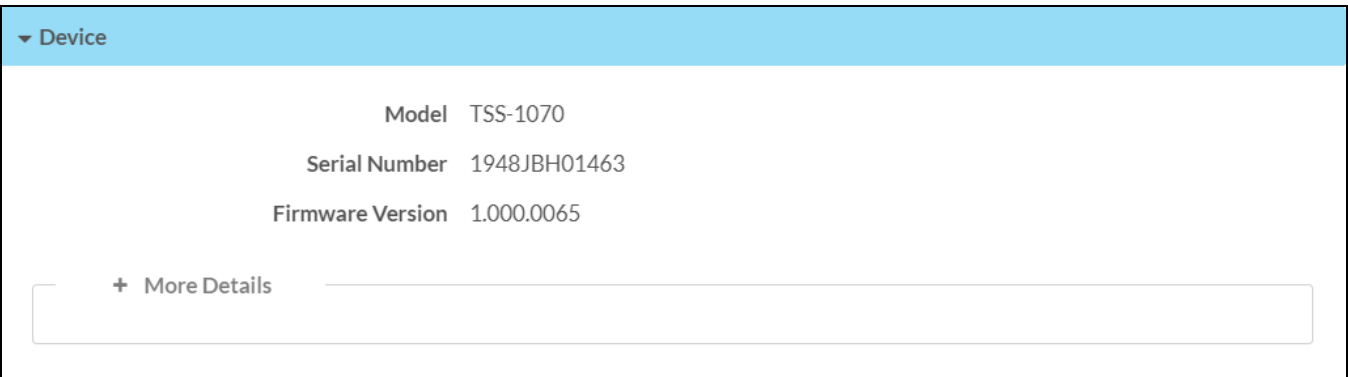 Device
Model TSS-1070
Serial Number 1948JBH01463
Firmware Version 1.000.0065
+ More Details